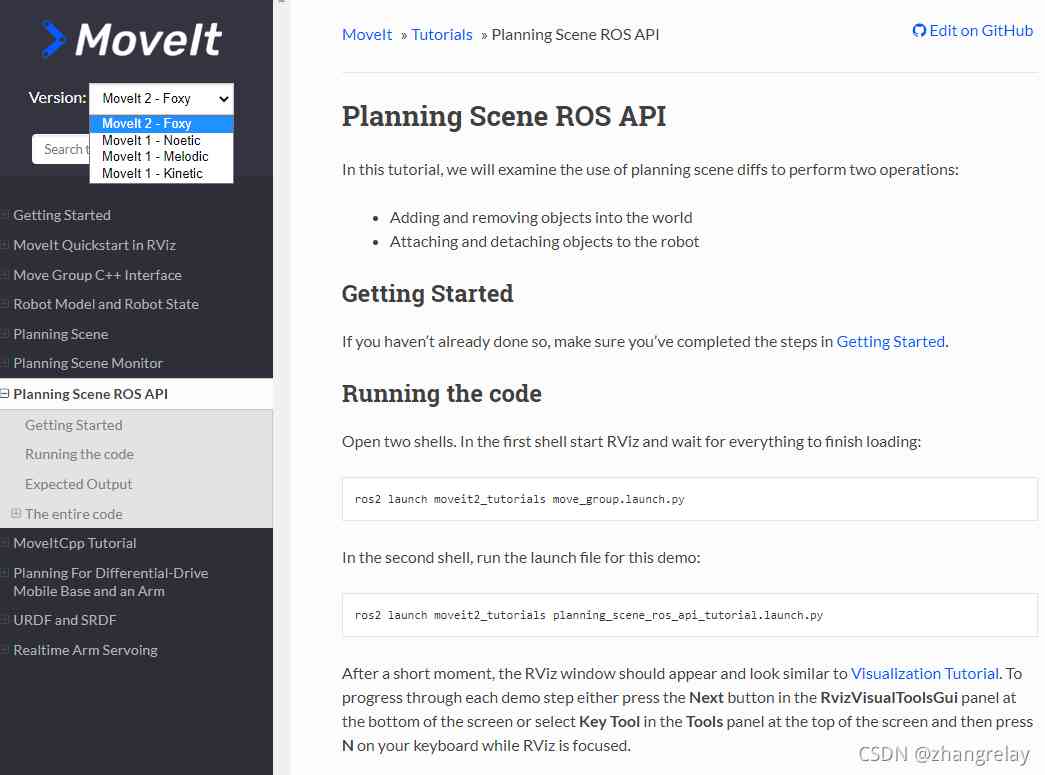 MoveIt
Version: MoveIt 2 - Foxy
MoveIt 2 - Foxy
MoveIt 1 - Noetic
MoveIt 1 - Melodic
MoveIt 1 - Kinetic
Search t
Getting Started
MoveIt Quickstart in RViz
Move Group C++ Interface
Robot Model and Robot State
Planning Scene
Planning Scene Monitor
Planning Scene ROS API
Getting Started
Running the code
Expected Output
The entire code
MoveItCpp Tutorial
Planning For Differential-Drive
Mobile Base and an Arm
URDF and SRDF
Realtime Arm Servoing
MoveIt » Tutorials » Planning Scene ROS API
Edit on GitHub
Planning Scene ROS API
In this tutorial, we will examine the use of planning scene diffs to perform two operations:
• Adding and removing objects into the world
• Attaching and detaching objects to the robot
Getting Started
If you haven’t already done so, make sure you’ve completed the steps in Getting Started.
Running the code
Open two shells. In the first shell start RViz and wait for everything to finish loading:
ros2 launch moveit2_tutorials move_group.launch.py
In the second shell, run the launch file for this demo:
ros2 launch moveit2_tutorials planning_scene_ros_api_tutorial.launch.py
After a short moment, the RViz window should appear and look similar to Visualization Tutorial. To
progress through each demo step either press the Next button in the RvizVisualToolsGui panel at
the bottom of the screen or select Key Tool in the Tools panel at the top of the screen and then press
N on your keyboard while RViz is focused.
CSDN @zhangrelay